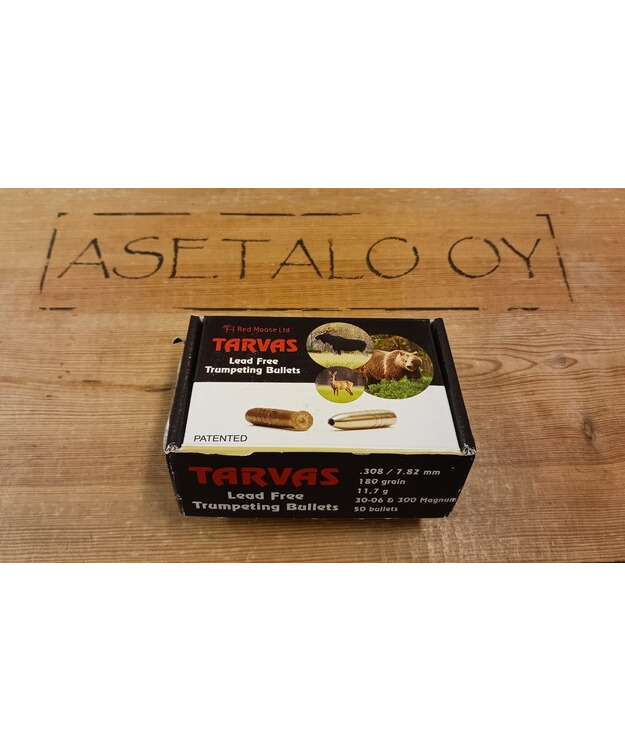 ASETALO OY
Red Moose Ltd
TARVAS
Lead Free
Trumpeting Bullets
PATENTED
TARVAS
Lead Free
Trumpeting Bullets
.308 / 7.82 mm
180 grain
11,7 g
30-06 & 300 Magnum
50 bullets